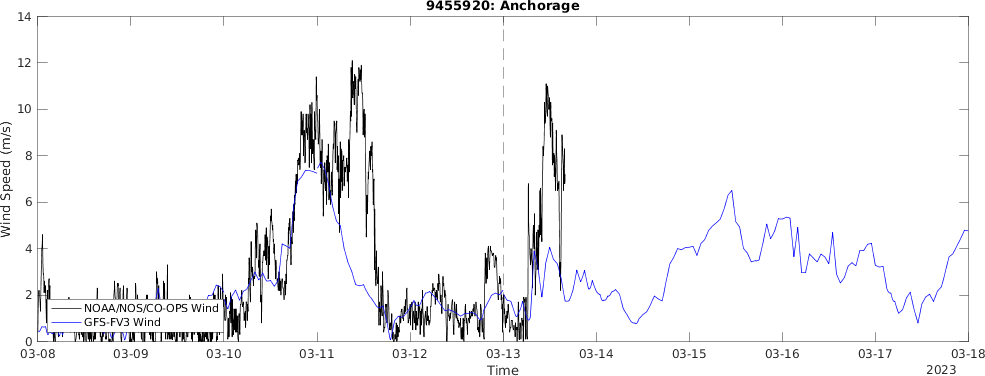 9455920: Anchorage
14
12
10
8
6
4
2
0
Wind Speed (m/s)
NOAA/NOS/CO-OPS Wind
GFS-FV3 Wind
03-08 03-09 03-10 03-11 03-12 03-13 03-14 03-15 03-16 03-17 03-18
Time
2023